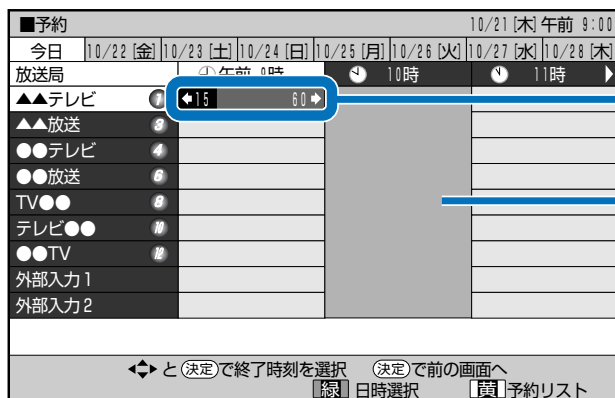 ■予約 10/21[木]午前 9:00
今日 10/22[金] 10/23[土] 10/24[日] 10/25[月] 10/26[火] 10/27[水] 10/28[木]
放送局 午前 9時 10時 11時
▲▲テレビ 1 15 60
▲▲放送 3
●●テレビ 4
●●放送 6
TV●● 8
テレビ●● 10
●●TV 12
外部入力1
外部入力2
と 決定 で終了時刻を選択 決定 で前の画面へ
緑 日時選択 黄 予約リスト